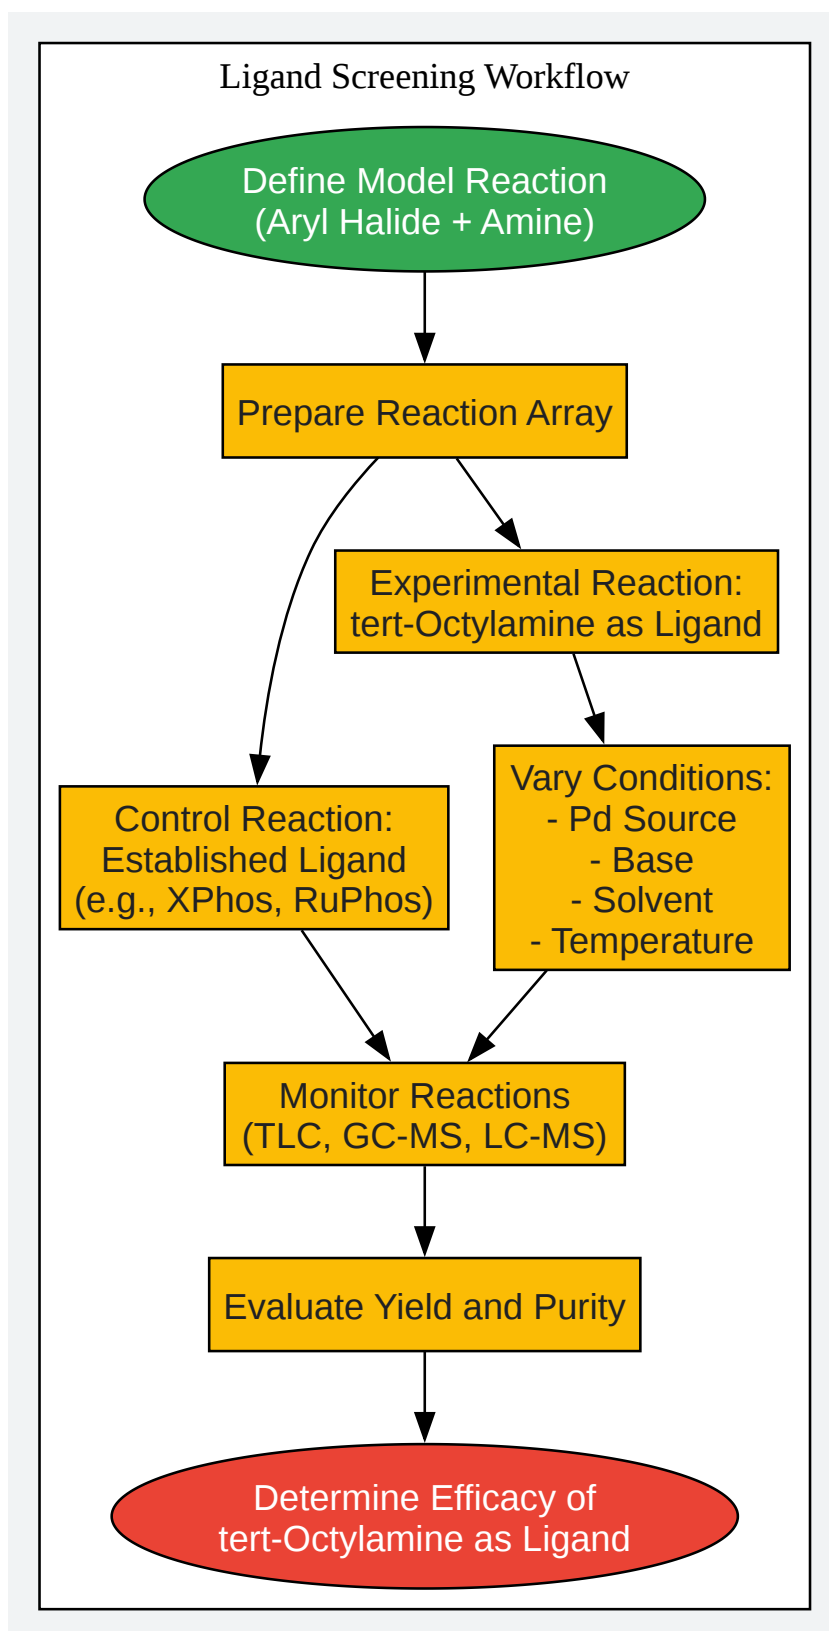 Ligand Screening Workflow
Define Model Reaction
(Aryl Halide + Amine)
Prepare Reaction Array
Experimental Reaction:
tert-Octylamine as Ligand
Vary Conditions:
- Pd Source
- Base
- Solvent
- Temperature
Control Reaction:
Established Ligand
(e.g., XPhos, RuPhos)
Monitor Reactions
(TLC, GC-MS, LC-MS)
Evaluate Yield and Purity
Determine Efficacy of
tert-Octylamine as Ligand